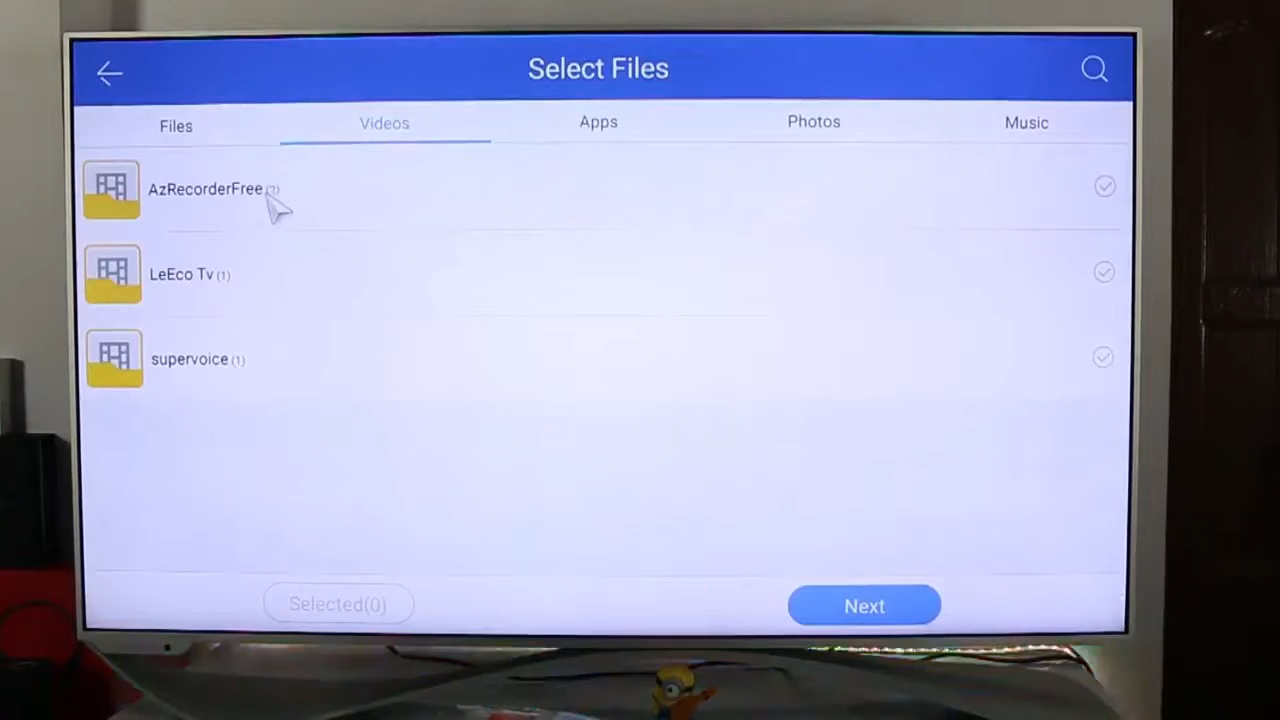 Select Files
Files Videos Apps Photos Music
AzRecorderFree
LeEco Tv (1)
supervoice (1)
Selected(0) Next